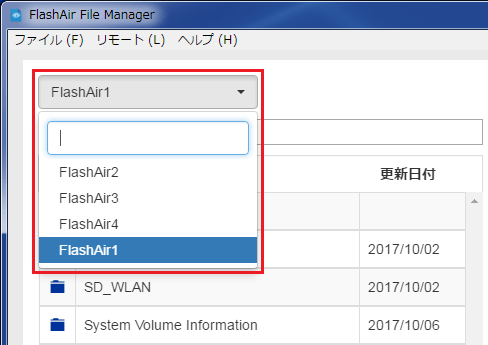 FlashAir File Manager
ファイル (F) リモート (L) ヘルプ (H)
FlashAir1
FlashAir2
FlashAir3
FlashAir4
FlashAir1
更新日付
2017/10/02
SD_WLAN 2017/10/02
System Volume Information 2017/10/06